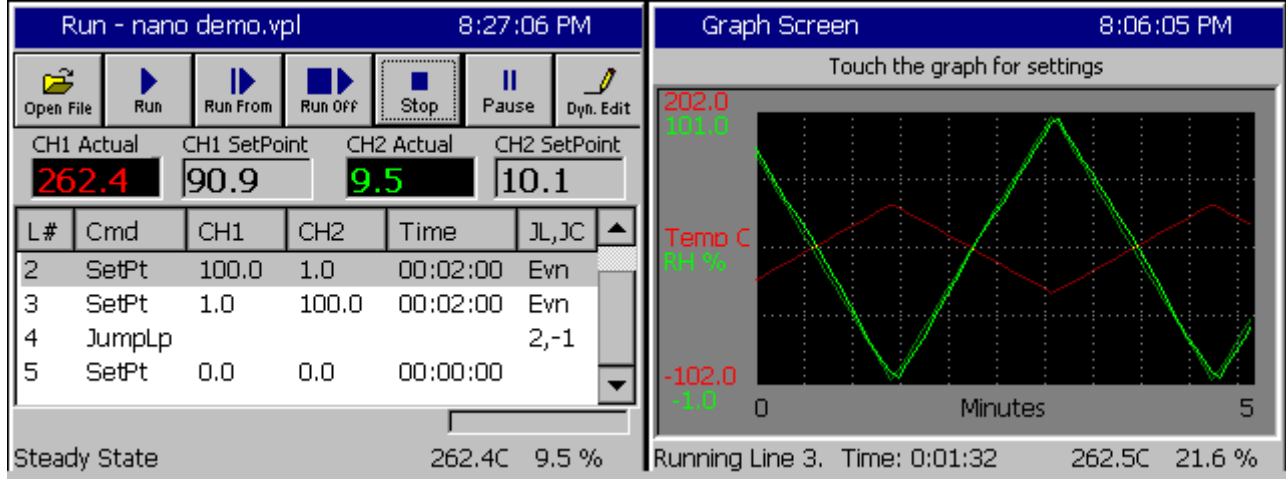 Run - nano demo.vpl 8:27:06 PM
Open File Run Run From Run Off Stop Pause Dyn. Edit
CH1 Actual CH1 SetPoint CH2 Actual CH2 SetPoint
262.4 90.9 9.5 10.1
L# Cmd CH1 CH2 Time JL,JC
2 SetPt 100.0 1.0 00:02:00 Evn
3 SetPt 1.0 100.0 00:02:00 Evn
4 JumpLp 2,-1
5 SetPt 0.0 0.0 00:00:00
Steady State 262.4C 9.5 %
Graph Screen 8:06:05 PM
Touch the graph for settings
202.0
101.0
Temp C
RH %
-102.0
-1.0
0 Minutes 5
Running Line 3. Time: 0:01:32 262.5C 21.6 %